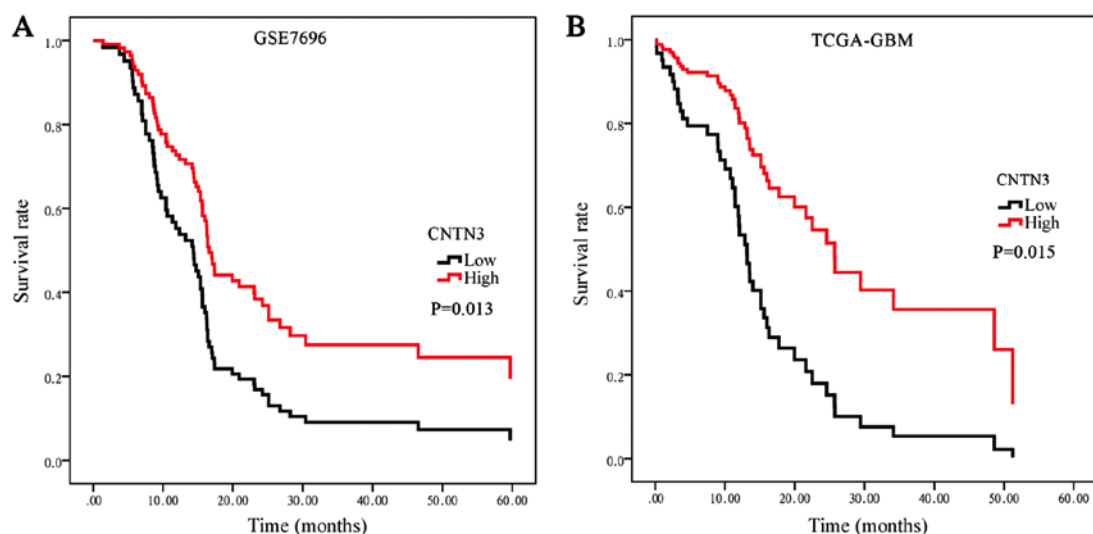 A
GSE7696
Survival rate
1.0
0.8
0.6
0.4
0.2
0.0
CNTN3
Low
High
P=0.013
.00 10.00 20.00 30.00 40.00 50.00 60.00
Time (months)
B
TCGA-GBM
Survival rate
1.0
0.8
0.6
0.4
0.2
0.0
CNTN3
Low
High
P=0.015
.00 10.00 20.00 30.00 40.00 50.00 60.00
Time (months)